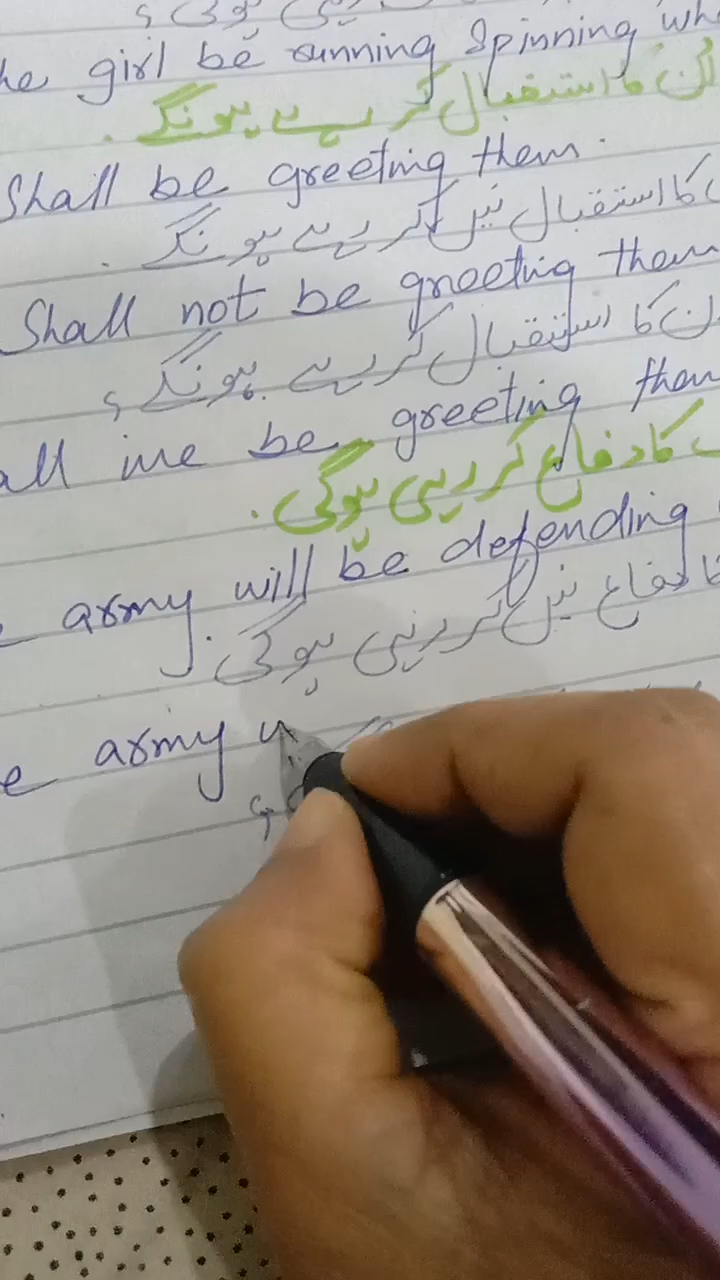 ہوگی ؟
he girl be running spinning wh
ان کا استقبال کر رہے ہونگے ۔
Shall be greeting them.
کا استقبال نہیں کر رہے ہونگے ۔
Shall not be greeting them
ان کا استقبال کر رہے ہونگے ؟
all we be greeting them
کا دفاع کر رہی ہوگی ۔
e army will be defending
کا دفاع نہیں کر رہی ہوگی ۔
e army w
؟